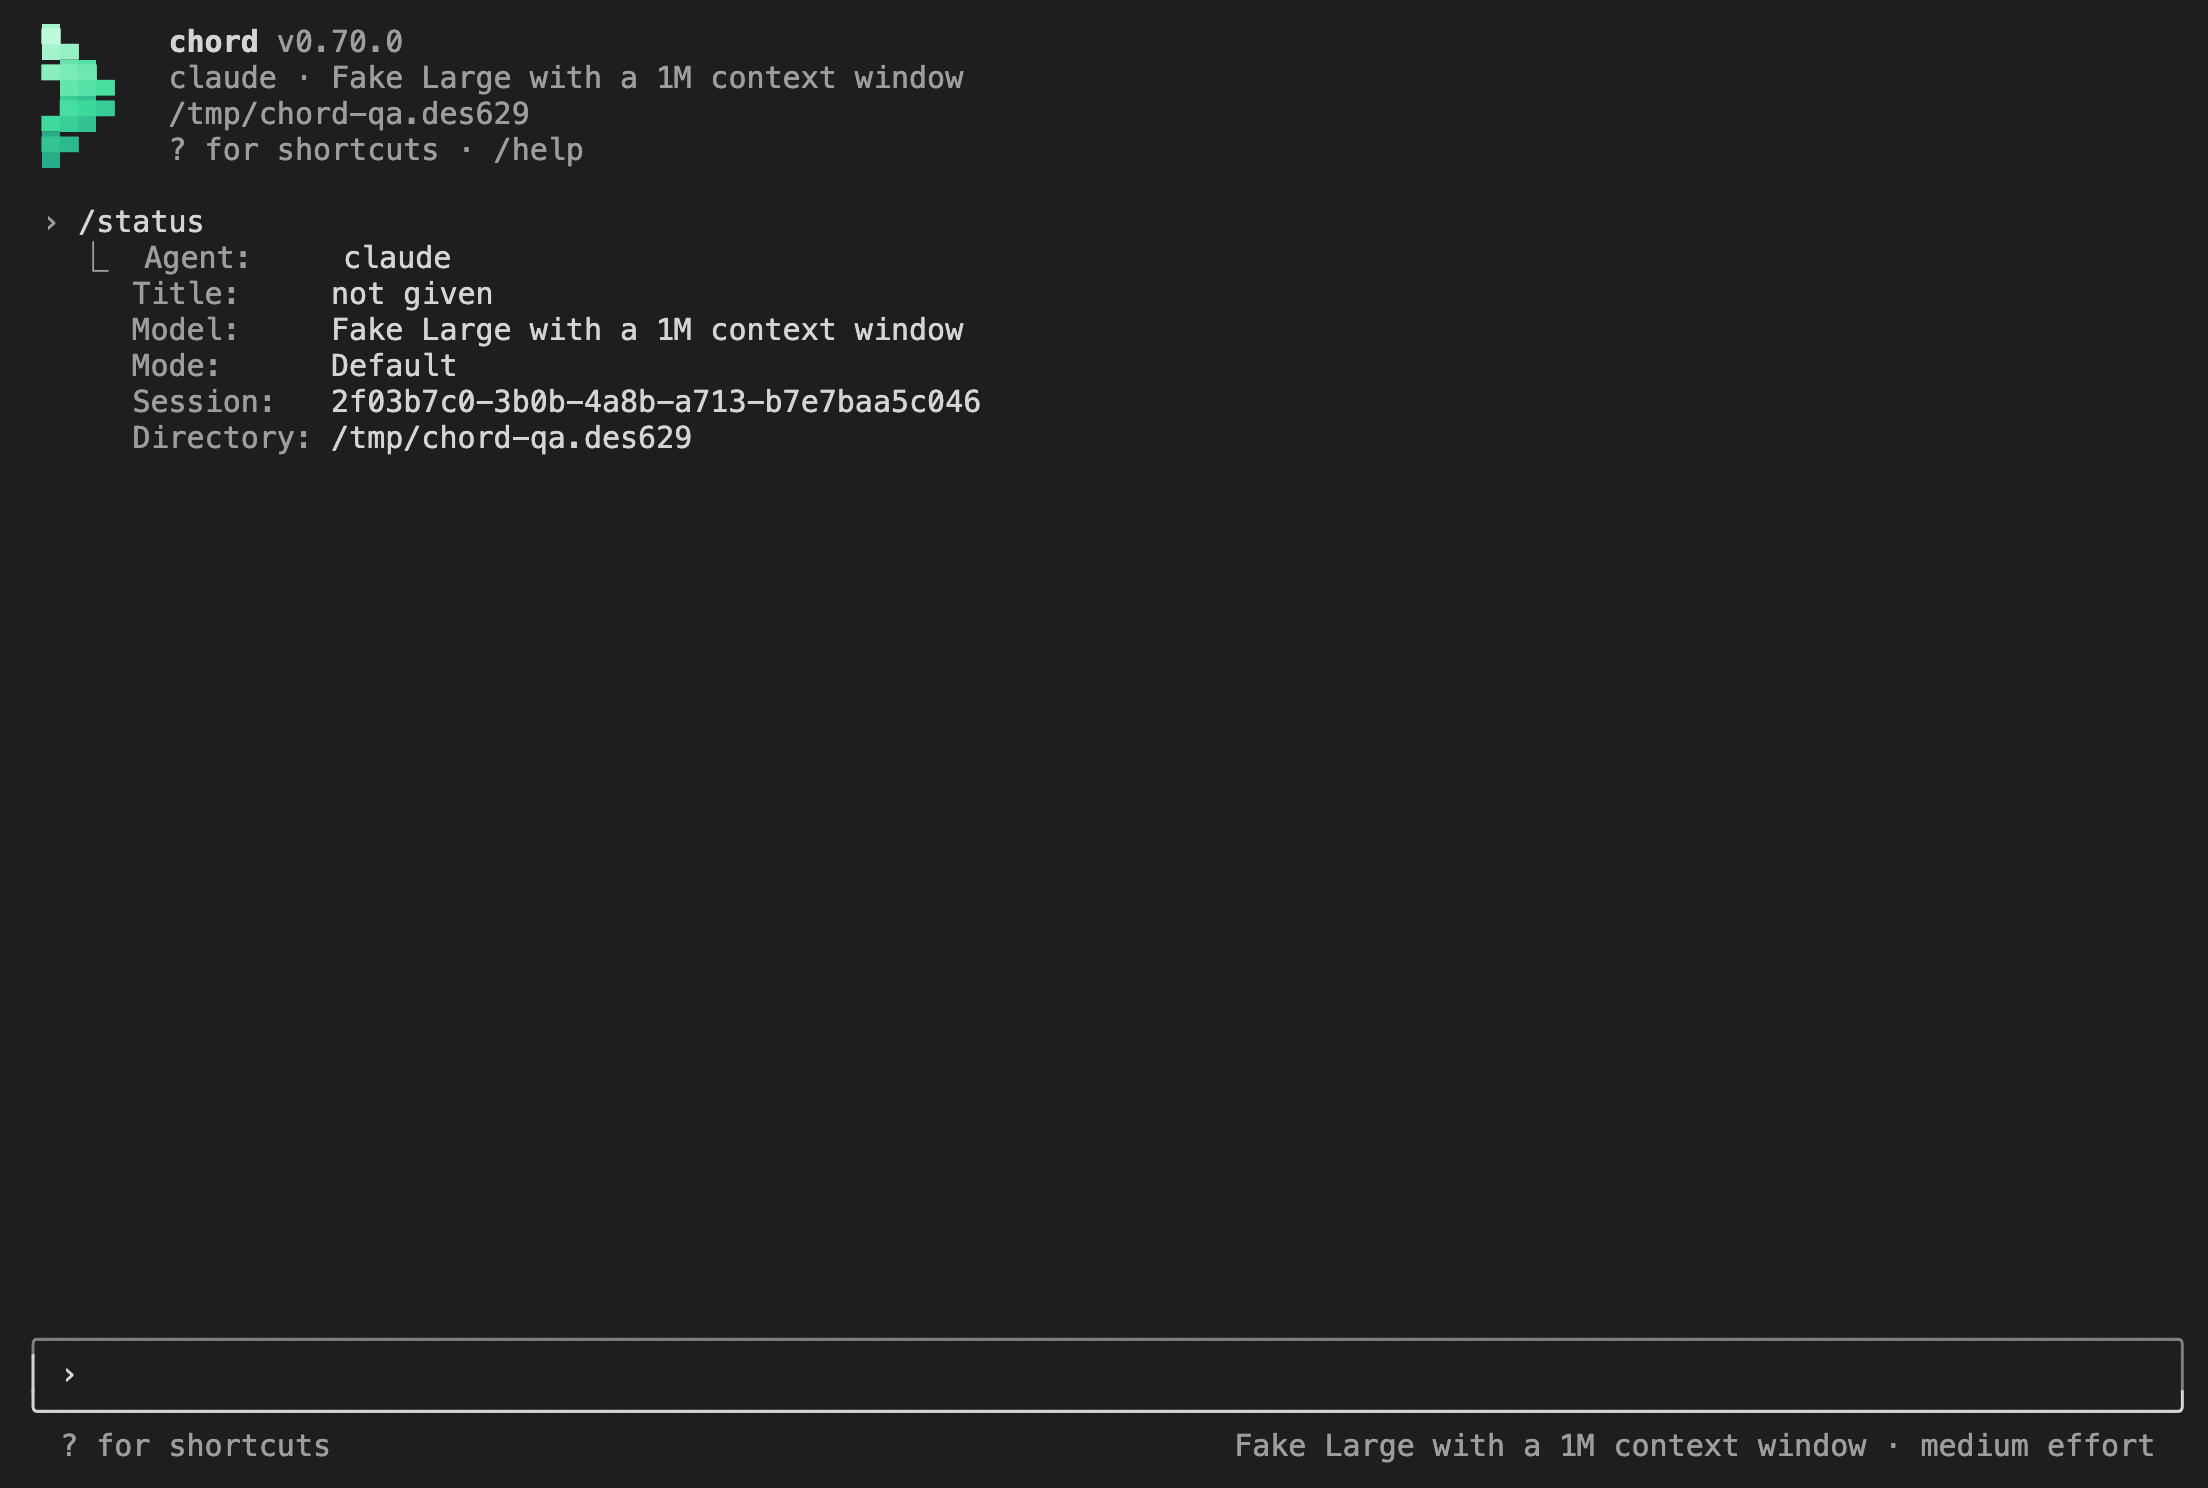 chord v0.70.0
claude · Fake Large with a 1M context window
/tmp/chord-qa.des629
? for shortcuts · /help
› /status
⎿ Agent: claude
Title: not given
Model: Fake Large with a 1M context window
Mode: Default
Session: 2f03b7c0-3b0b-4a8b-a713-b7e7baa5c046
Directory: /tmp/chord-qa.des629
›
? for shortcuts Fake Large with a 1M context window · medium effort